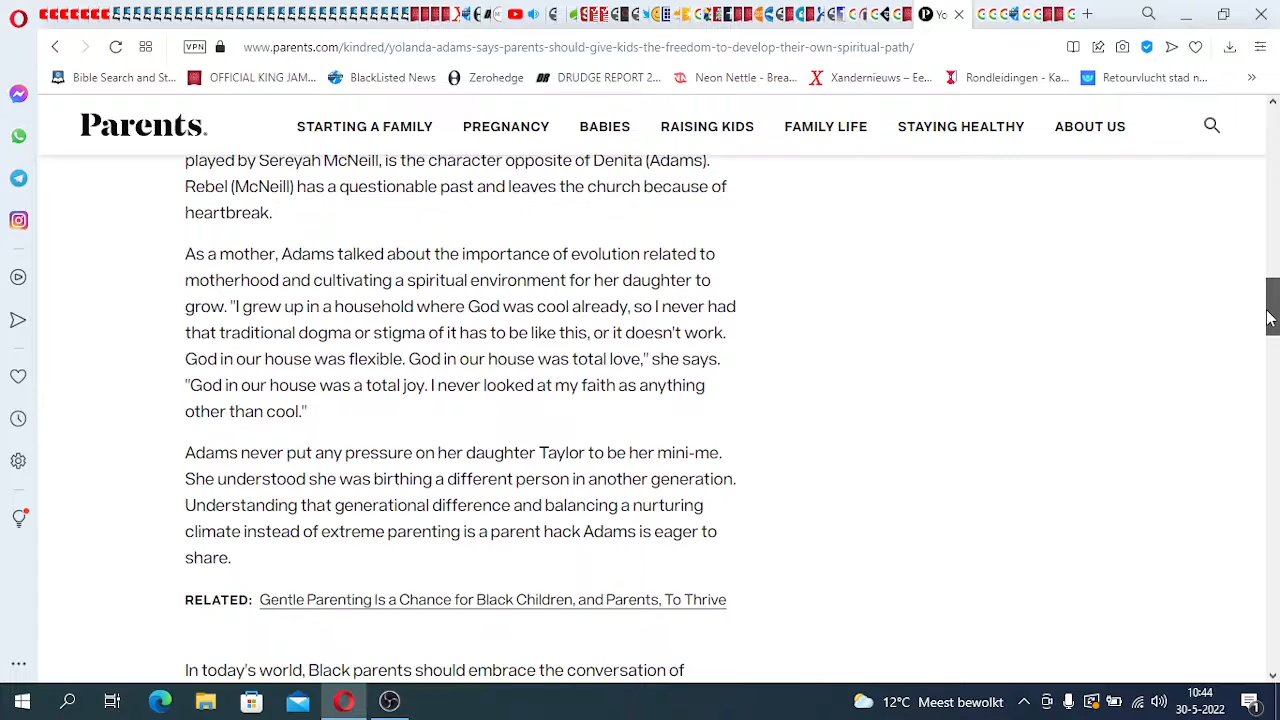 Yo
VPN
www.parents.com/kindred/yolanda-adams-says-parents-should-give-kids-the-freedom-to-develop-their-own-spiritual-path/
Bible Search and St...
OFFICIAL KING JAM...
BlackListed News
Zerohedge
DRUDGE REPORT 2...
Neon Nettle - Brea...
Xandernieuws – Ee...
Rondleidingen - Ka...
Retourvlucht stad n...
Parents.
STARTING A FAMILY
PREGNANCY
BABIES
RAISING KIDS
FAMILY LIFE
STAYING HEALTHY
ABOUT US
played by Sereyah McNeill, is the character opposite of Denita (Adams).
Rebel (McNeill) has a questionable past and leaves the church because of
heartbreak.
As a mother, Adams talked about the importance of evolution related to
motherhood and cultivating a spiritual environment for her daughter to
grow. "I grew up in a household where God was cool already, so I never had
that traditional dogma or stigma of it has to be like this, or it doesn't work.
God in our house was flexible. God in our house was total love," she says.
"God in our house was a total joy. I never looked at my faith as anything
other than cool."
Adams never put any pressure on her daughter Taylor to be her mini-me.
She understood she was birthing a different person in another generation.
Understanding that generational difference and balancing a nurturing
climate instead of extreme parenting is a parent hack Adams is eager to
share.
RELATED: Gentle Parenting Is a Chance for Black Children, and Parents, To Thrive
In today's world, Black parents should embrace the conversation of
12°C Meest bewolkt
10:44
30-5-2022
1